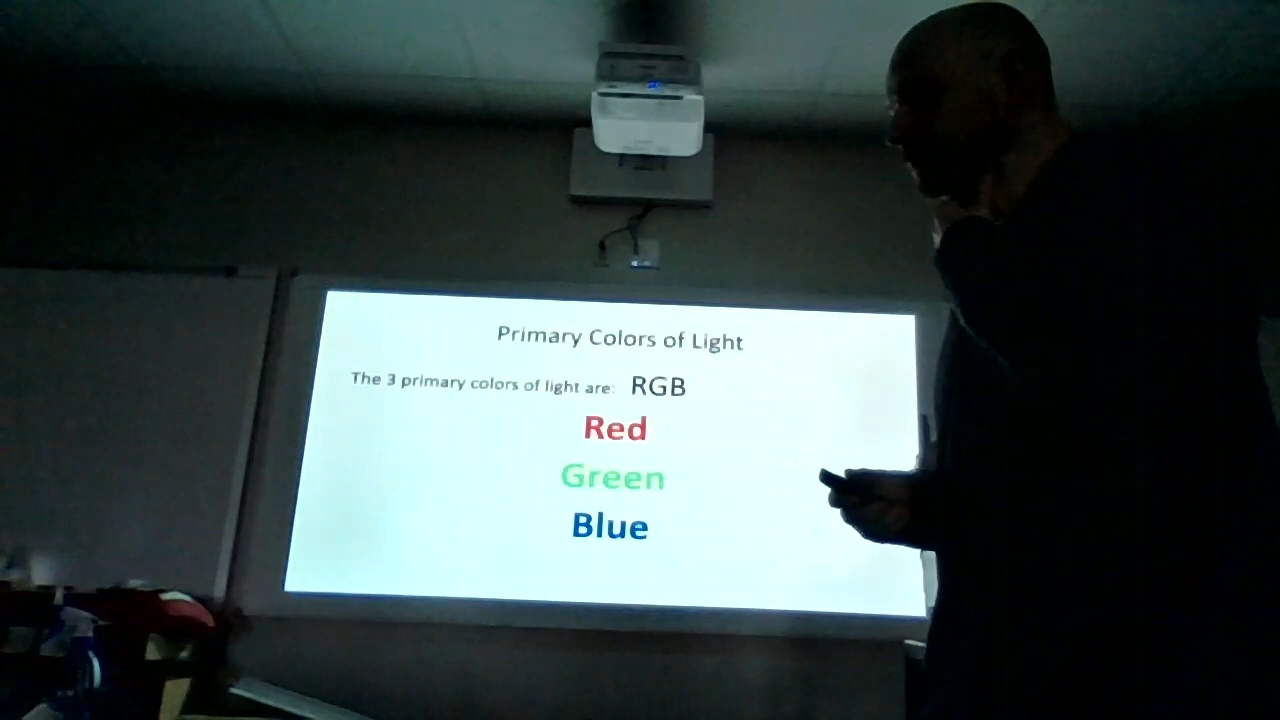 Primary Colors of Light
The 3 primary colors of light are: RGB
Red
Green
Blue